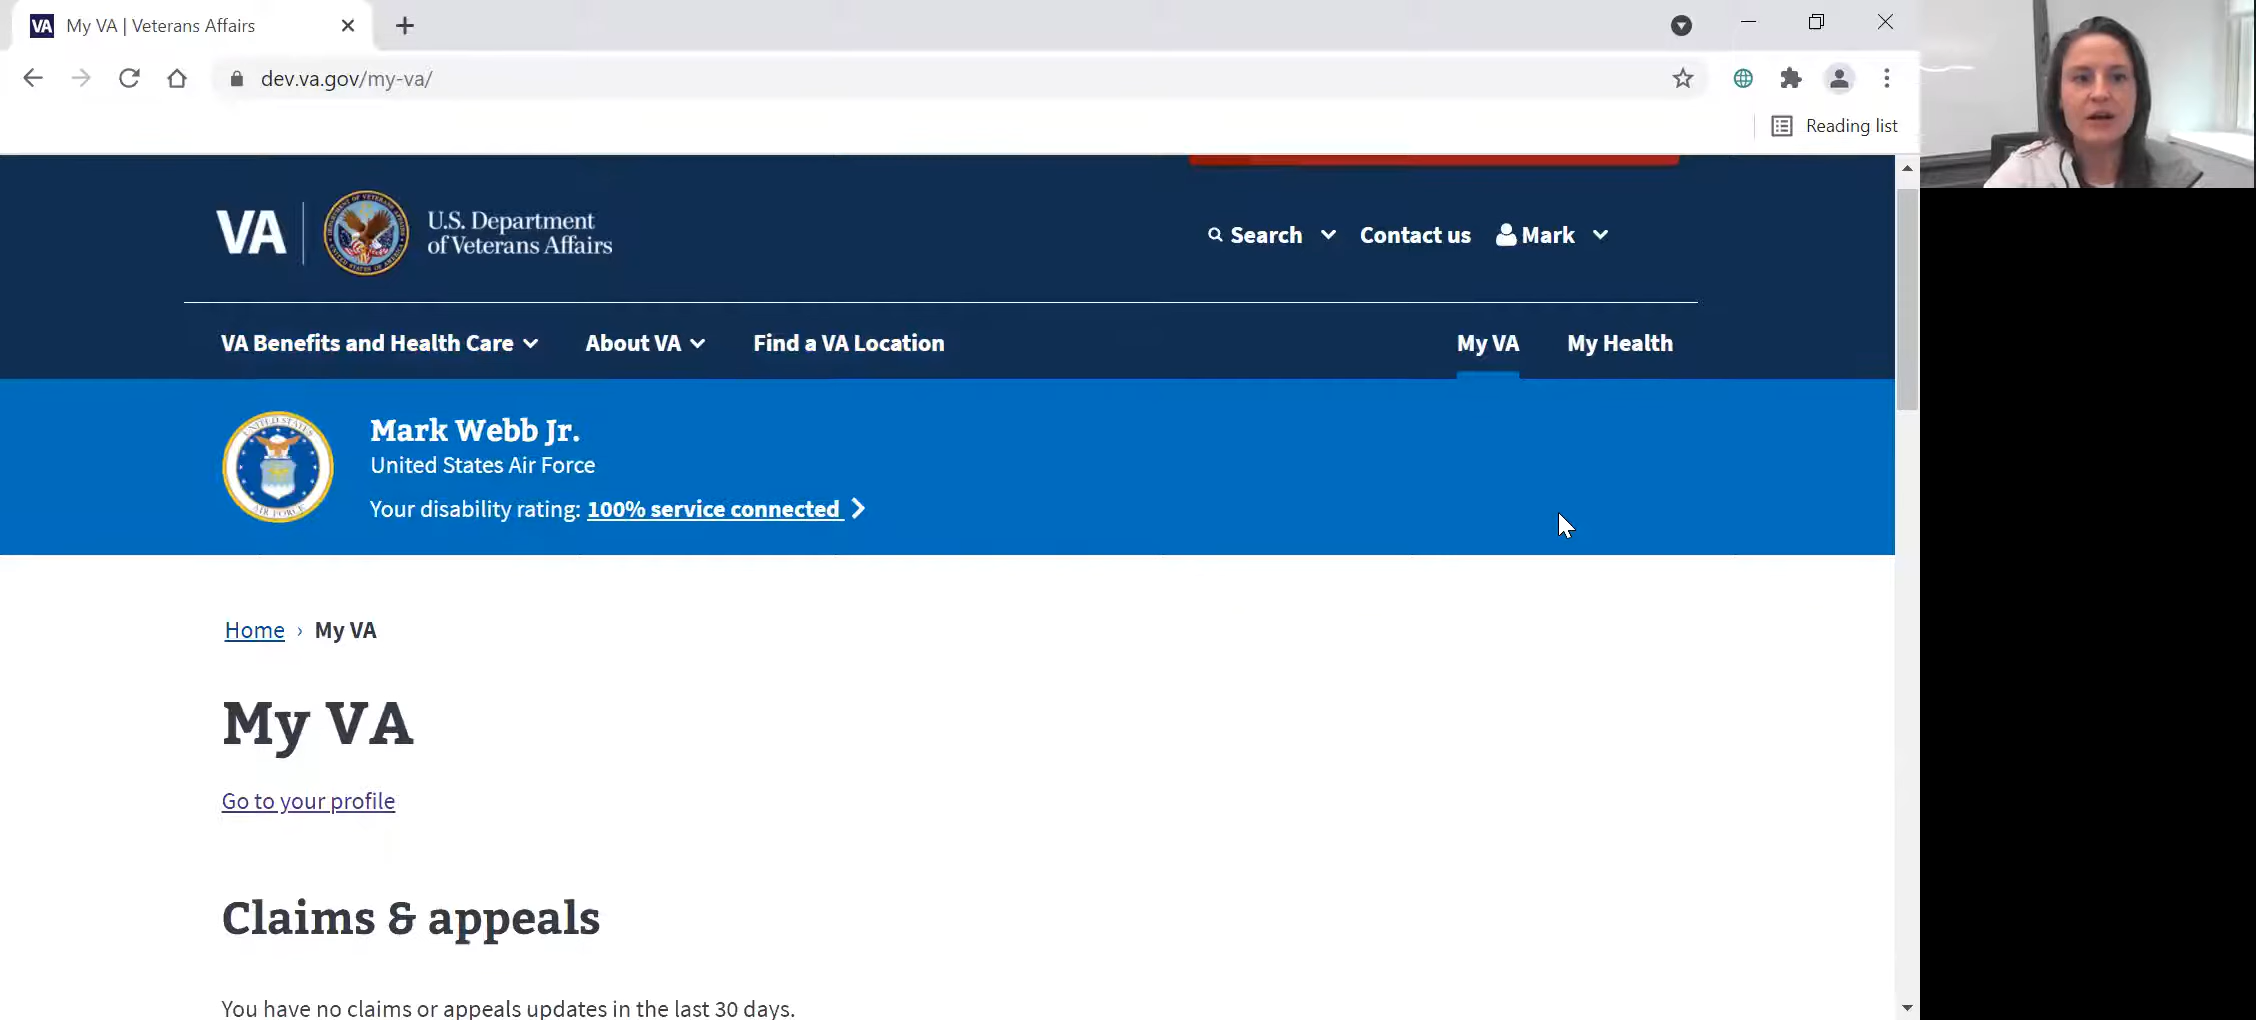 VA My VA | Veterans Affairs
dev.va.gov/my-va/
Reading list
VA
U.S. Department
of Veterans Affairs
Search
Contact us
Mark
VA Benefits and Health Care
About VA
Find a VA Location
My VA
My Health
Mark Webb Jr.
United States Air Force
Your disability rating: 100% service connected
Home › My VA
My VA
Go to your profile
Claims & appeals
You have no claims or appeals updates in the last 30 days.